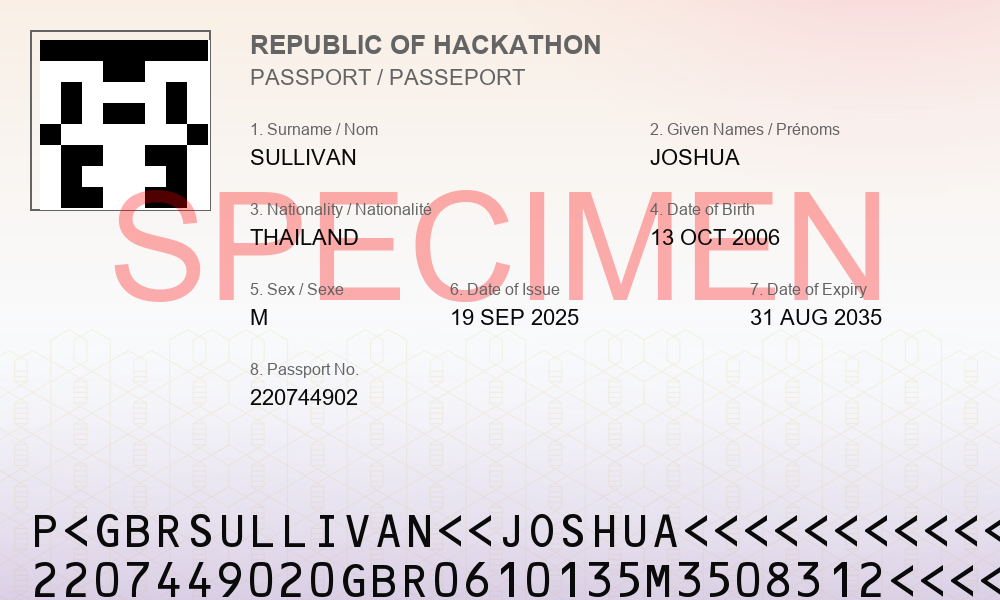 REPUBLIC OF HACKATHON
PASSPORT / PASSEPORT
1. Surname / Nom
2. Given Names / Prénoms
SULLIVAN
JOSHUA
SPECIMEN
3. Nationality / Nationalité
4. Date of Birth
THAILAND
13 OCT 2006
5. Sex / Sexe
6. Date of Issue
7. Date of Expiry
M
19 SEP 2025
31 AUG 2035
8. Passport No.
220744902
P<GBRSULLIVAN<<JOSHUA<<<<<<<<<<<
2207449020GBR0610135M3508312<<<<